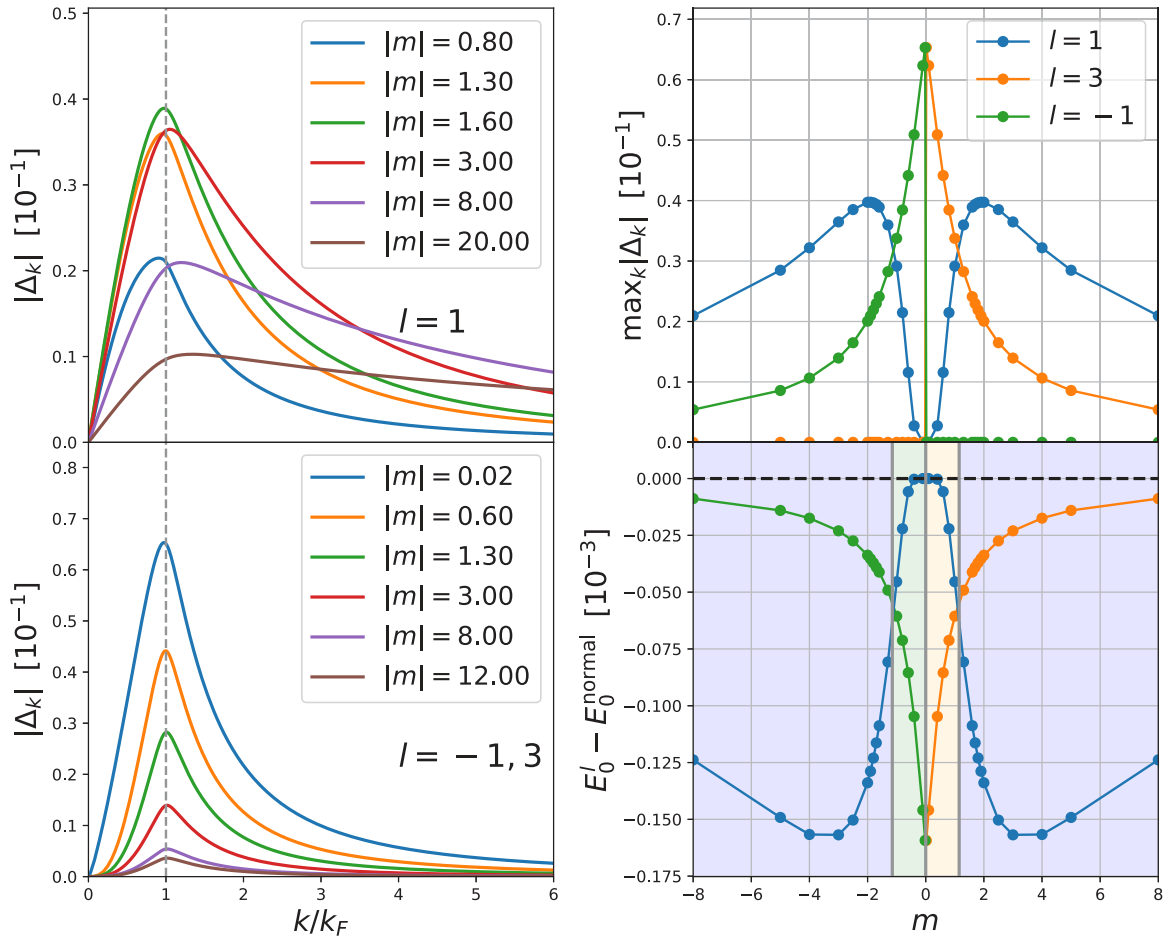 0.5
0.4
0.3
0.2
0.1
0.0
|Δ_k| [10⁻¹]
|m| = 0.80
|m| = 1.30
|m| = 1.60
|m| = 3.00
|m| = 8.00
|m| = 20.00
l = 1
0.8
0.7
0.6
0.5
0.4
0.3
0.2
0.1
0.0
|Δ_k| [10⁻¹]
|m| = 0.02
|m| = 0.60
|m| = 1.30
|m| = 3.00
|m| = 8.00
|m| = 12.00
l = −1, 3
0 1 2 3 4 5 6
k/k_F
0.7
0.6
0.5
0.4
0.3
0.2
0.1
0.0
max_k|Δ_k| [10⁻¹]
l = 1
l = 3
l = −1
0.000
−0.025
−0.050
−0.075
−0.100
−0.125
−0.150
−0.175
E₀ˡ − E₀ⁿᵒʳᵐᵃˡ [10⁻³]
−8 −6 −4 −2 0 2 4 6 8
m